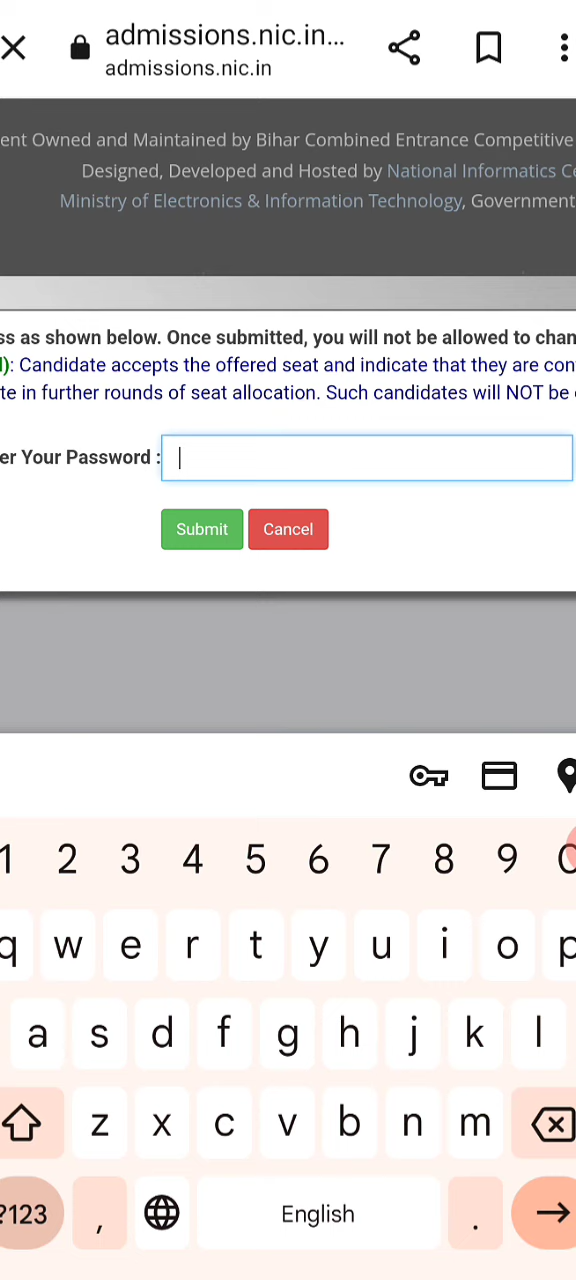 admissions.nic.in...
admissions.nic.in
ent Owned and Maintained by Bihar Combined Entrance Competitive
Designed, Developed and Hosted by National Informatics Ce
Ministry of Electronics & Information Technology, Government
ss as shown below. Once submitted, you will not be allowed to chan
): Candidate accepts the offered seat and indicate that they are con
te in further rounds of seat allocation. Such candidates will NOT be
er Your Password :
Submit Cancel
1 2 3 4 5 6 7 8 9 0
q w e r t y u i o p
a s d f g h j k l
z x c v b n m
?123 , English .